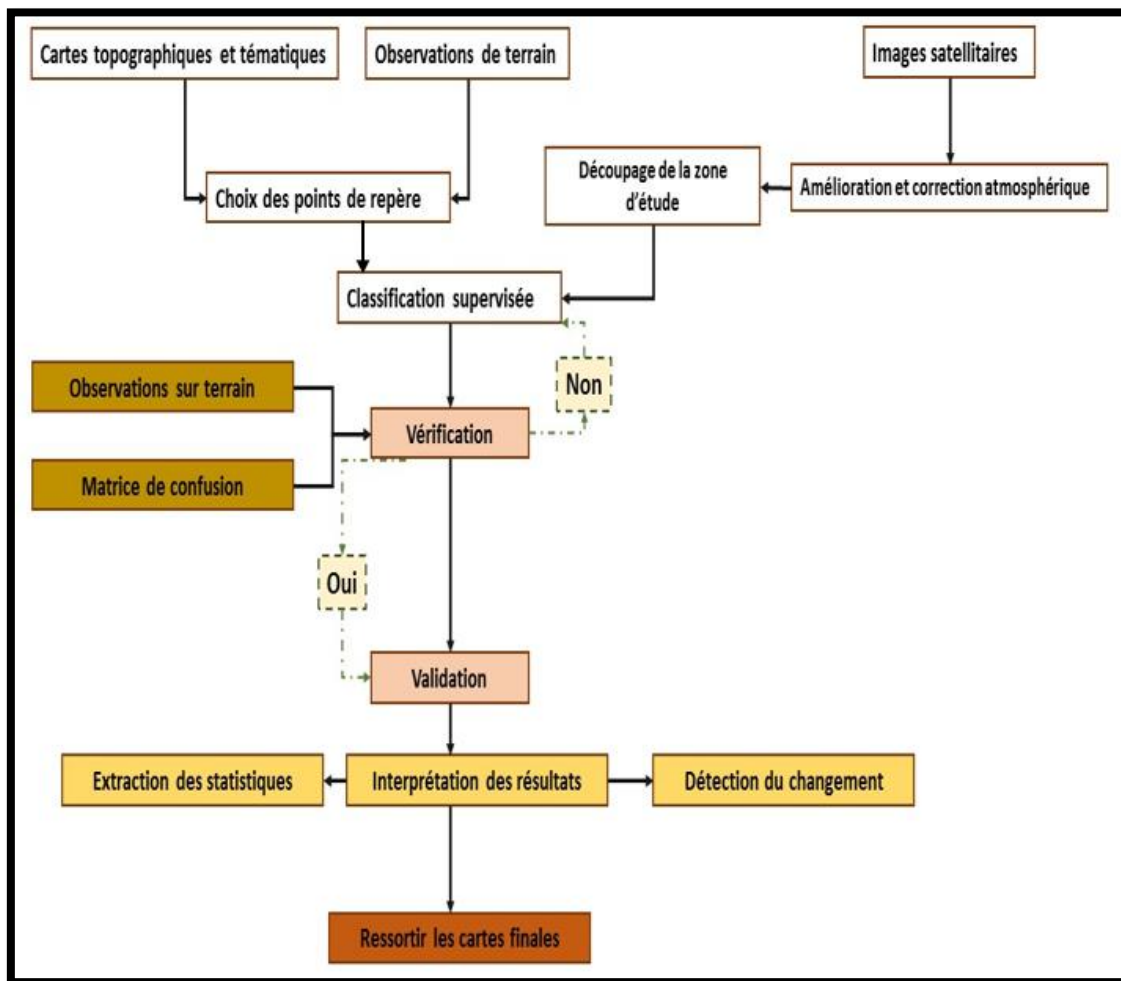 Cartes topographiques et tématiques
Observations de terrain
Images satellitaires
Découpage de la zone
d'étude
Amélioration et correction atmosphérique
Choix des points de repère
Classification supervisée
Observations sur terrain
Non
Vérification
Matrice de confusion
Oui
Validation
Extraction des statistiques
Interprétation des résultats
Détection du changement
Ressortir les cartes finales